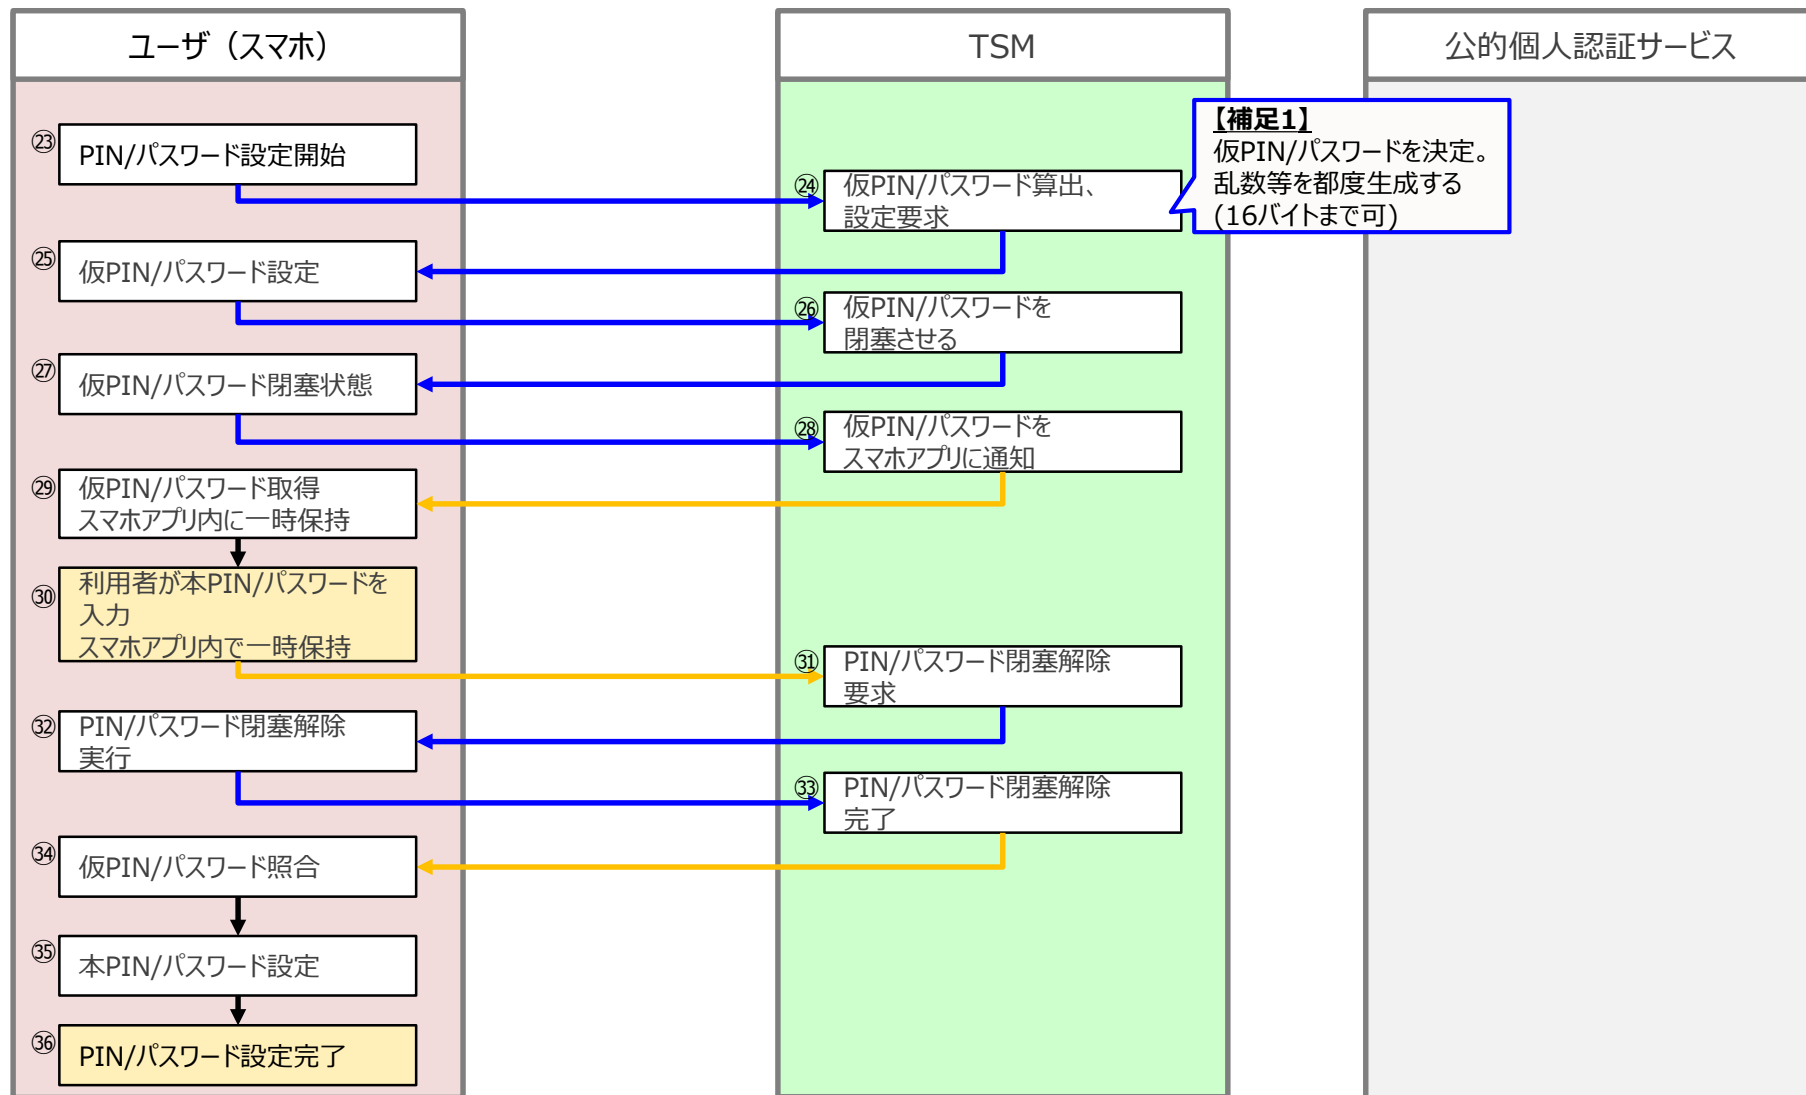 ユーザ（スマホ）
TSM
公的個人認証サービス
㉓
PIN/パスワード設定開始
【補足1】
仮PIN/パスワードを決定。
乱数等を都度生成する
(16バイトまで可)
㉔
仮PIN/パスワード算出、
設定要求
㉕
仮PIN/パスワード設定
㉖
仮PIN/パスワードを
閉塞させる
㉗
仮PIN/パスワード閉塞状態
㉘
仮PIN/パスワードを
スマホアプリに通知
㉙
仮PIN/パスワード取得
スマホアプリ内に一時保持
㉚
利用者が本PIN/パスワードを
入力
スマホアプリ内で一時保持
㉛
PIN/パスワード閉塞解除
要求
㉜
PIN/パスワード閉塞解除
実行
㉝
PIN/パスワード閉塞解除
完了
㉞
仮PIN/パスワード照合
㉟
本PIN/パスワード設定
㊱
PIN/パスワード設定完了